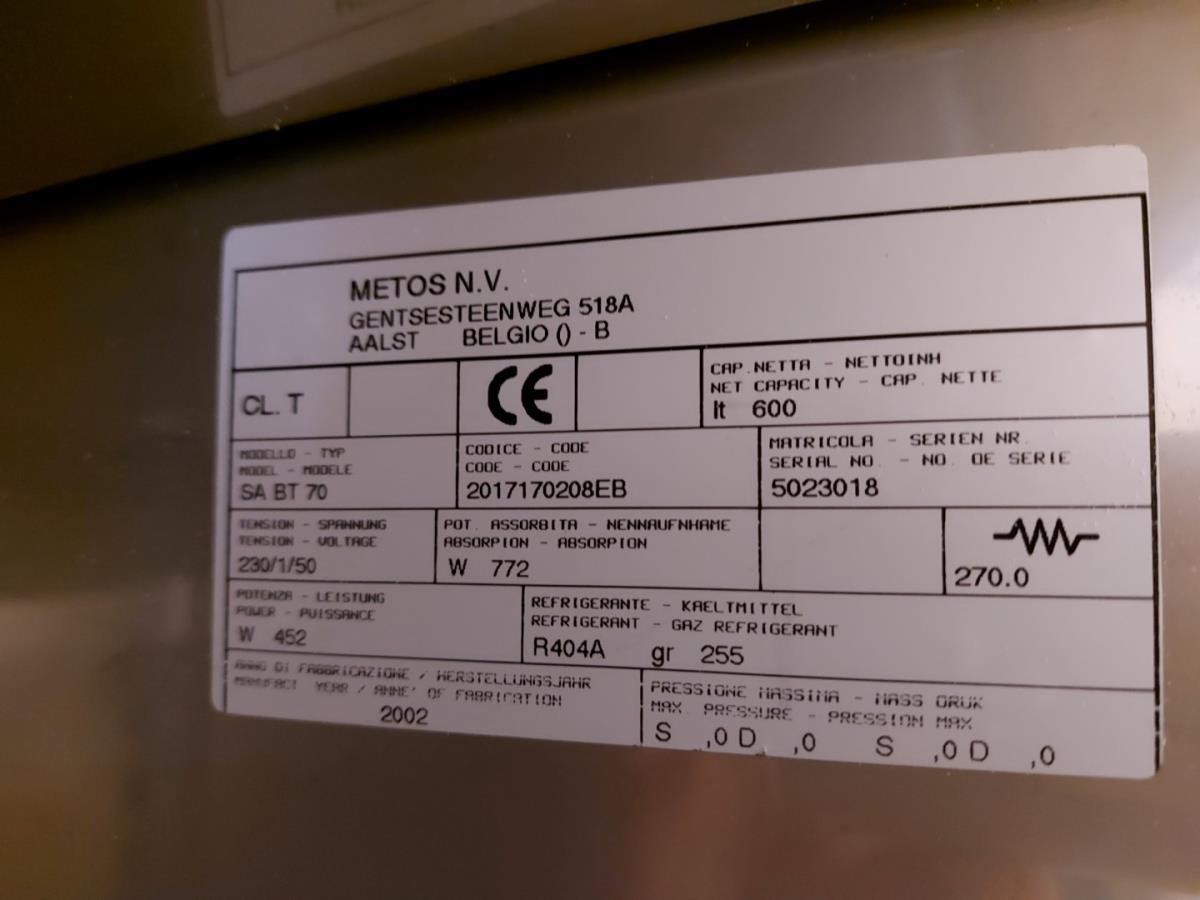 METOS N.V.
GENTSESTEENWEG 518A
AALST BELGIO () - B
CL. T
CE
CAP.NETTA - NETTOINH
NET CAPACITY - CAP. NETTE
lt 600
MODELLO - TYP
MODEL - MODELE
SA BT 70
CODICE - CODE
CODE - CODE
2017170208EB
MATRICOLA - SERIEN NR.
SERIAL NO. - NO. DE SERIE
5023018
TENSION - SPANNUNG
TENSION - VOLTAGE
230/1/50
POT. ASSORBITA - NENNAUFNHAME
ABSORPION - ABSORPION
W 772
270.0
POTENZA - LEISTUNG
POWER - PUISSANCE
W 452
REFRIGERANTE - KAELTMITTEL
REFRIGERANT - GAZ REFRIGERANT
R404A gr 255
ANNO DI FABBRICAZIONE / HERSTELLUNGSJAHR
MANUFACT YEAR / ANNE' OF FABRICATION
2002
PRESSIONE MASSIMA - MASS DRUK
MAX. PRESSURE - PRESSION MAX
S ,0 D ,0 S ,0 D ,0